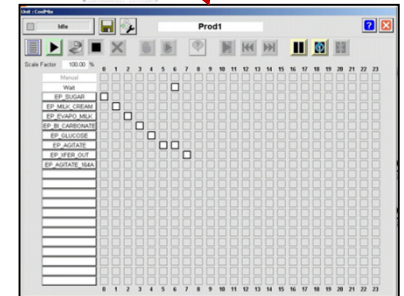 Unit : CoolMix
Idle
Prod1
Scale Factor 100.00 %
0 1 2 3 4 5 6 7 8 9 10 11 12 13 14 15 16 17 18 19 20 21 22 23
Manual
Wait
EP_SUGAR
EP_MILK_CREAM
EP_EVAPO_MILK
EP_BI_CARBONATE
EP_GLUCOSE
EP_AGITATE
EP_XFER_OUT
EP_AGITATE_184A
0 1 2 3 4 5 6 7 8 9 10 11 12 13 14 15 16 17 18 19 20 21 22 23